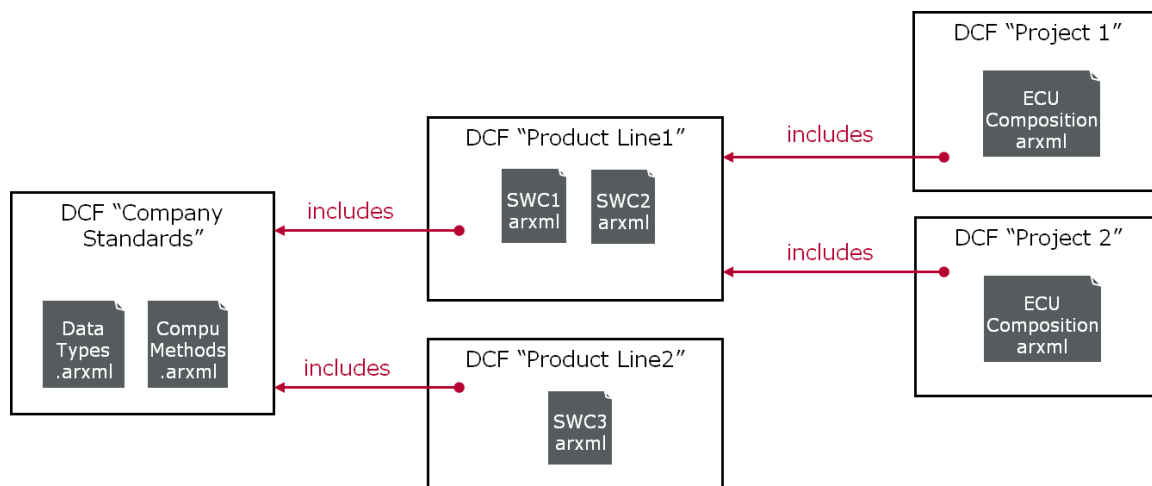 DCF “Company
Standards”
Data
Types
.arxml
Compu
Methods
.arxml
includes
includes
DCF “Product Line1”
SWC1
arxml
SWC2
arxml
DCF “Product Line2”
SWC3
arxml
includes
includes
DCF “Project 1”
ECU
Composition
arxml
DCF “Project 2”
ECU
Composition
arxml